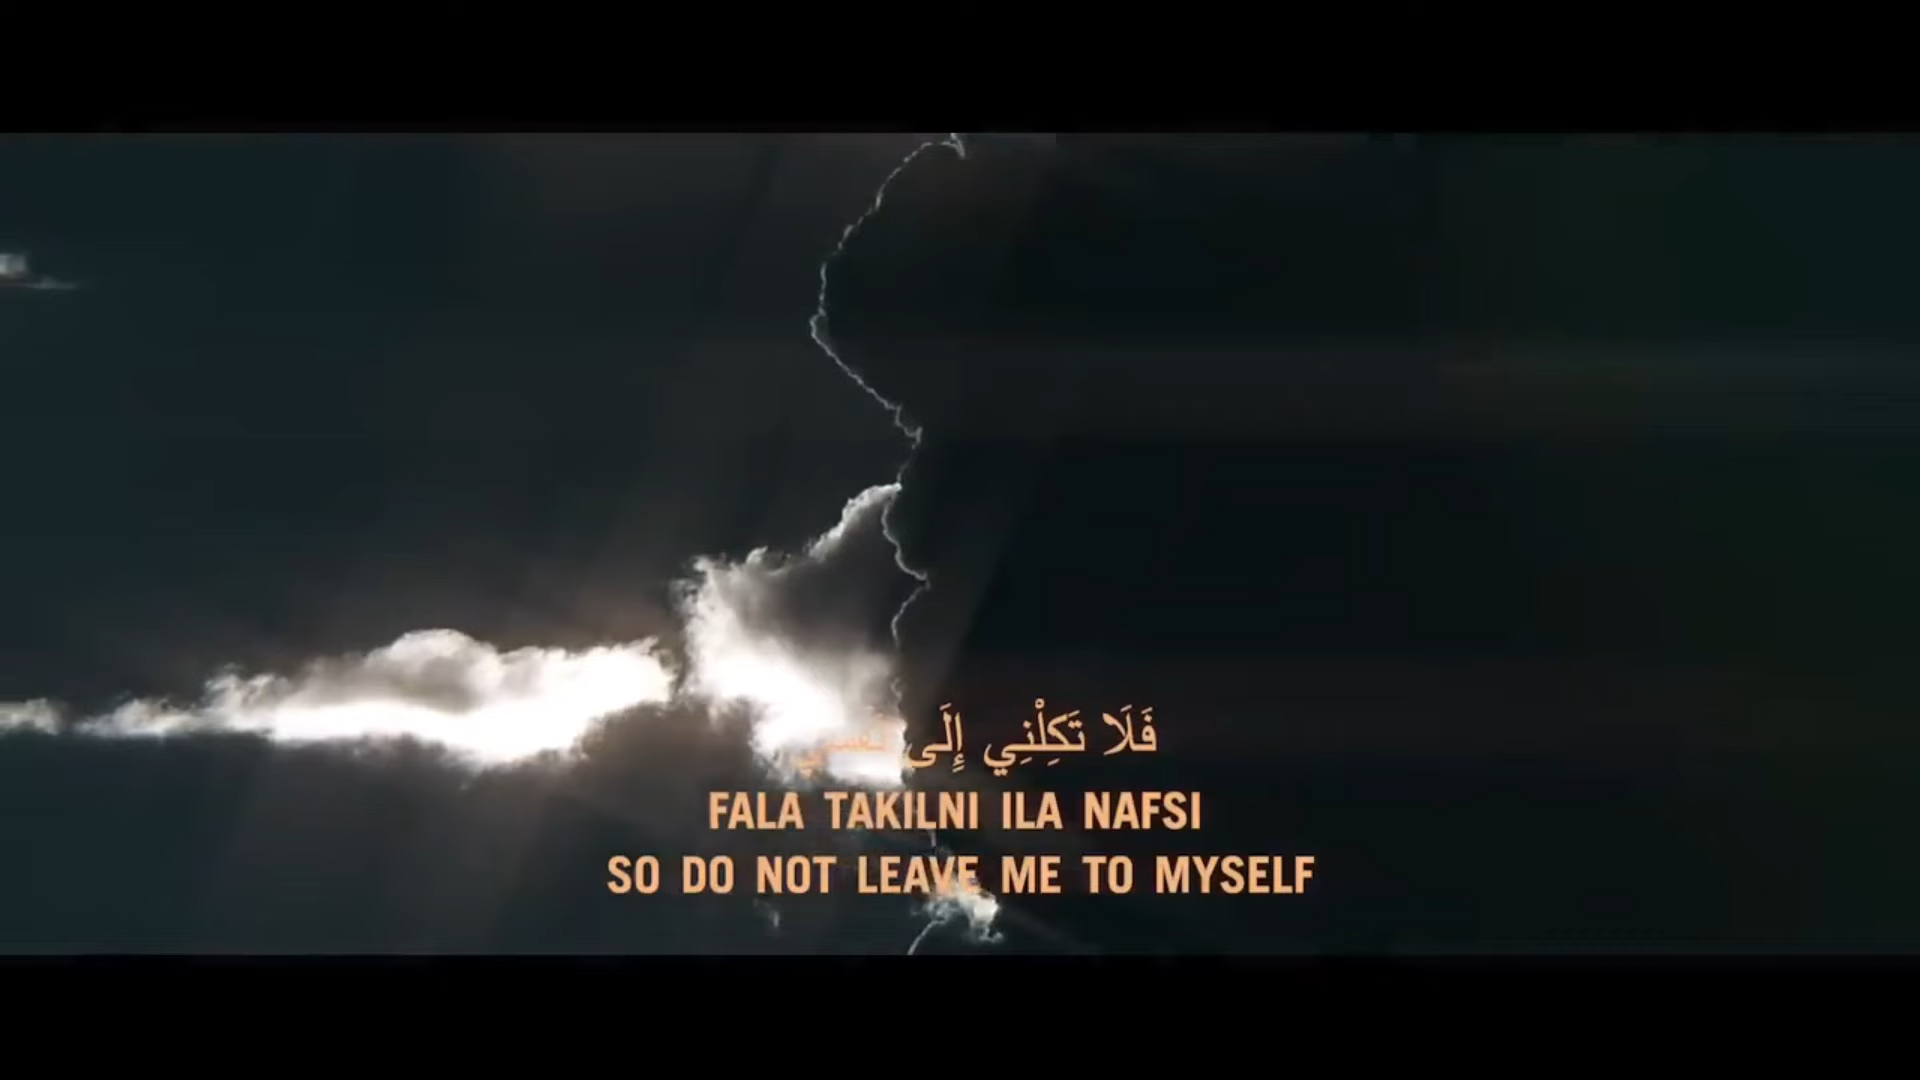 فَلَا تَكِلْنِي إِلَى نَفْسِي
FALA TAKILNI ILA NAFSI
SO DO NOT LEAVE ME TO MYSELF